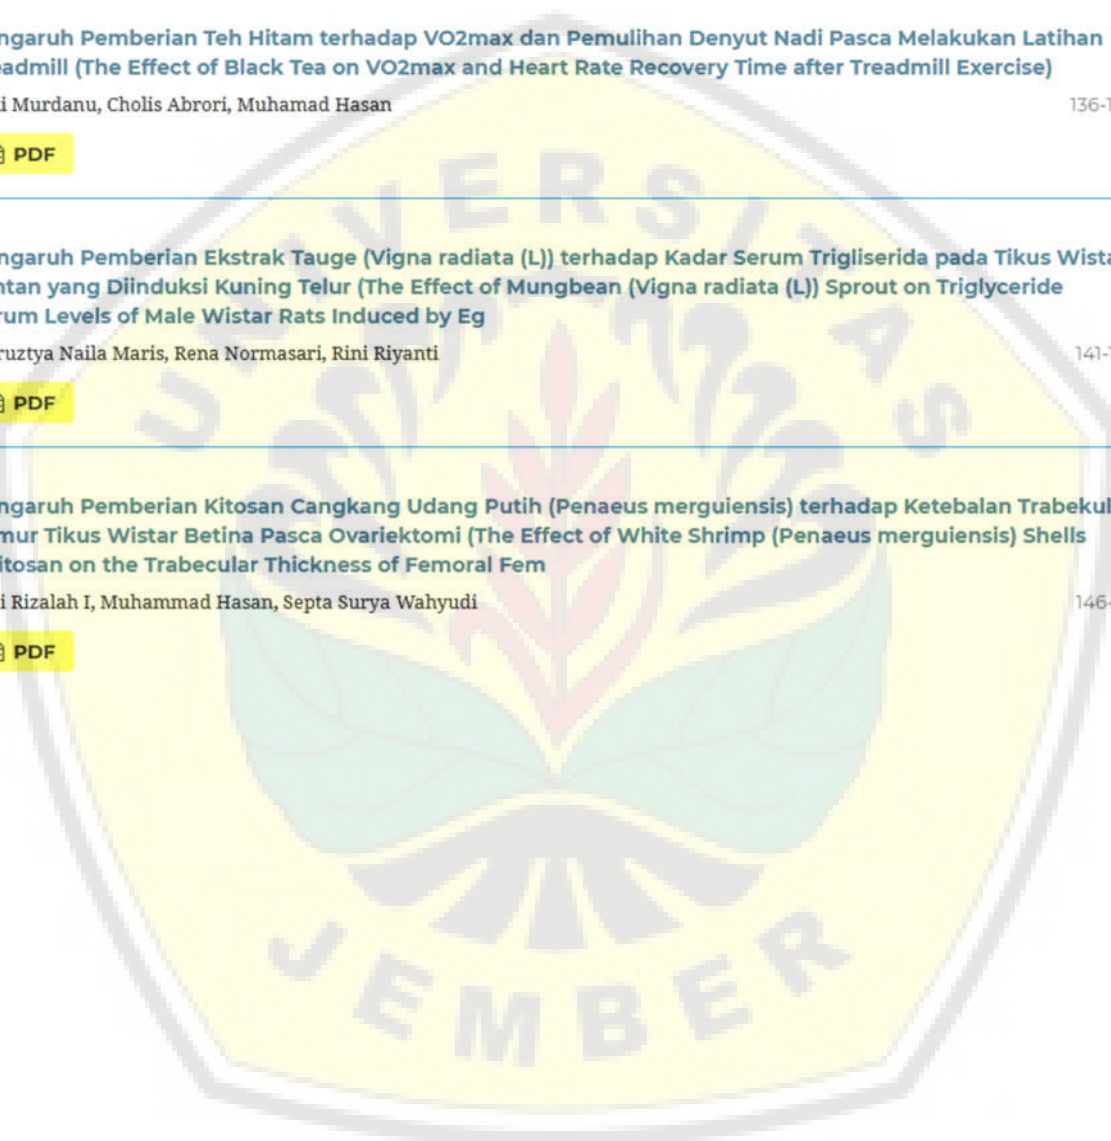 ngaruh Pemberian Teh Hitam terhadap VO2max dan Pemulihan Denyut Nadi Pasca Melakukan Latihan
eadmill (The Effect of Black Tea on VO2max and Heart Rate Recovery Time after Treadmill Exercise)
i Murdanu, Cholis Abrori, Muhamad Hasan 136-1
PDF
ngaruh Pemberian Ekstrak Tauge (Vigna radiata (L)) terhadap Kadar Serum Trigliserida pada Tikus Wista
ntan yang Diinduksi Kuning Telur (The Effect of Mungbean (Vigna radiata (L)) Sprout on Triglyceride
rum Levels of Male Wistar Rats Induced by Eg
ruztya Naila Maris, Rena Normasari, Rini Riyanti 141-1
PDF
ngaruh Pemberian Kitosan Cangkang Udang Putih (Penaeus merguiensis) terhadap Ketebalan Trabekul
mur Tikus Wistar Betina Pasca Ovariektomi (The Effect of White Shrimp (Penaeus merguiensis) Shells
itosan on the Trabecular Thickness of Femoral Fem
i Rizalah I, Muhammad Hasan, Septa Surya Wahyudi 146-
PDF
UNIVERSITAS
JEMBER